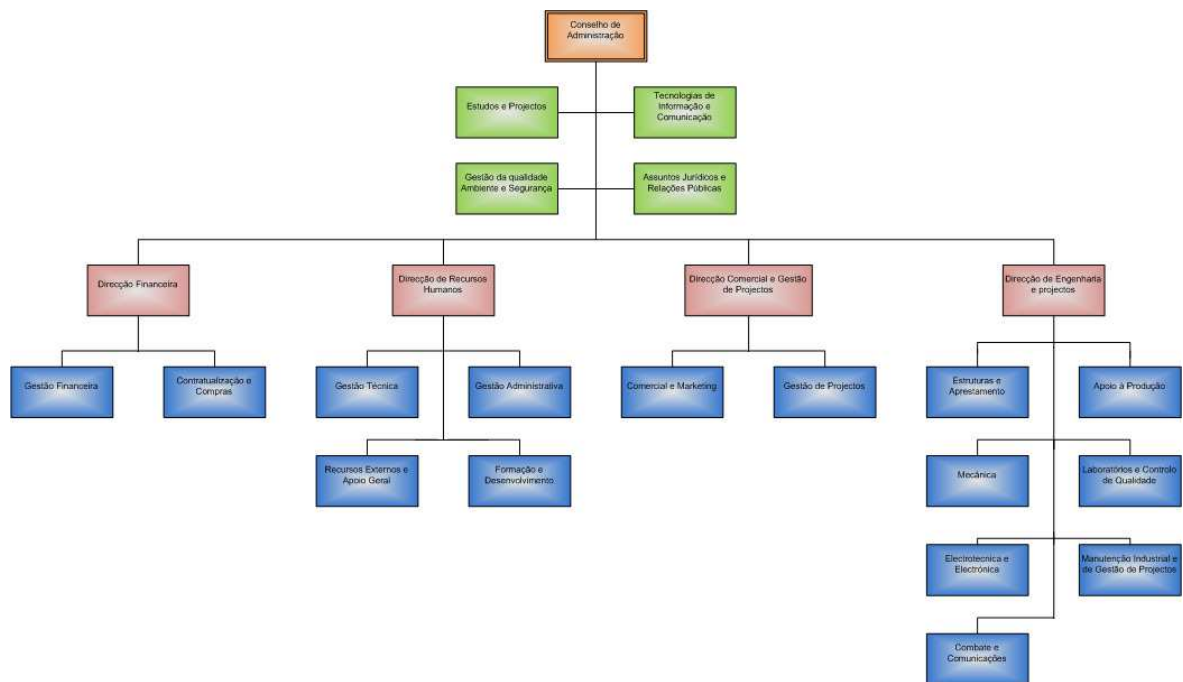 Conselho de
Administração
Estudos e Projectos
Tecnologias de
Informação e
Comunicação
Gestão da qualidade
Ambiente e Segurança
Assuntos Jurídicos e
Relações Públicas
Direcção Financeira
Direcção de Recursos
Humanos
Direcção Comercial e Gestão
de Projectos
Direcção de Engenharia
e projectos
Gestão Financeira
Contratualização e
Compras
Gestão Técnica
Gestão Administrativa
Comercial e Marketing
Gestão de Projectos
Estruturas e
Aprestamento
Apoio à Produção
Recursos Externos e
Apoio Geral
Formação e
Desenvolvimento
Mecânica
Laboratórios e Controlo
de Qualidade
Electrotecnica e
Electrónica
Manutenção Industrial e
de Gestão de Projectos
Combate e
Comunicações